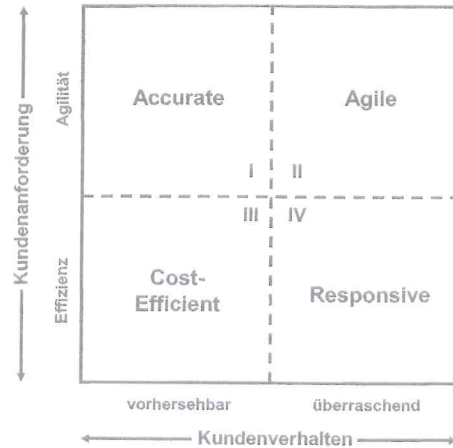 Kundenanforderung
Agilität
Effizienz
Accurate
Agile
I
II
III
IV
Cost-
Efficient
Responsive
vorhersehbar
überraschend
Kundenverhalten